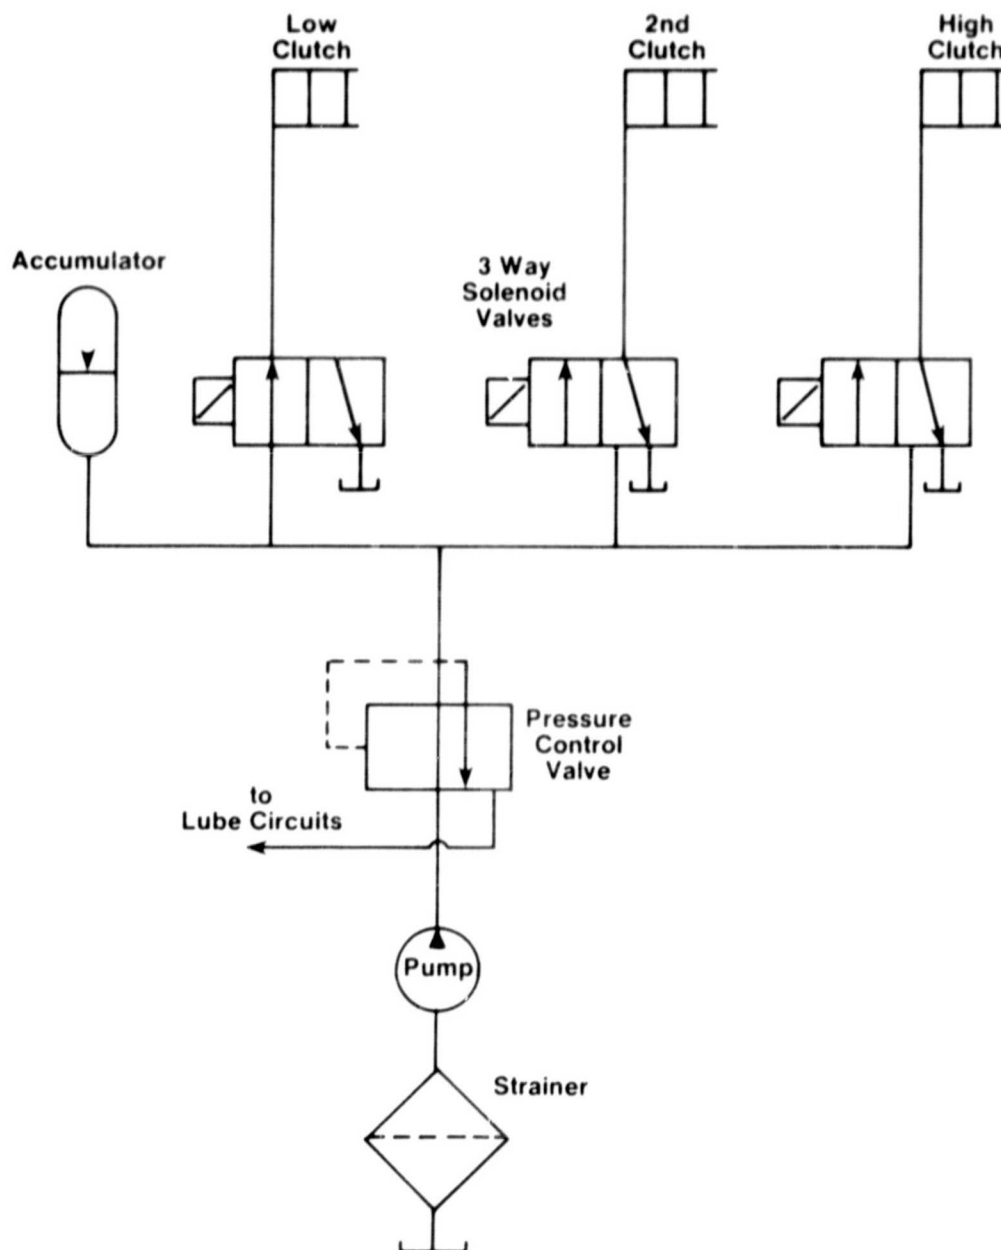 Low
Clutch
2nd
Clutch
High
Clutch
Accumulator
3 Way
Solenoid
Valves
Pressure
Control
Valve
to
Lube Circuits
Pump
Strainer